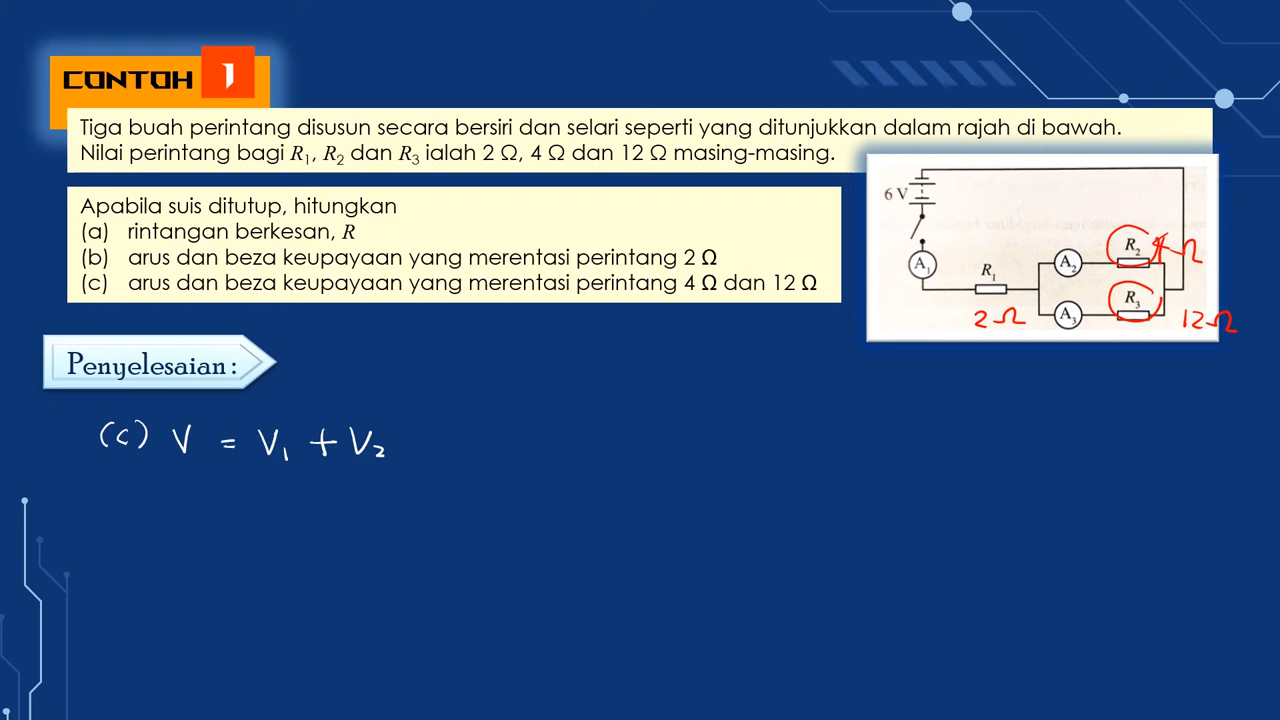 CONTOH 1
Tiga buah perintang disusun secara bersiri dan selari seperti yang ditunjukkan dalam rajah di bawah.
Nilai perintang bagi R₁, R₂ dan R₃ ialah 2 Ω, 4 Ω dan 12 Ω masing-masing.
Apabila suis ditutup, hitungkan
(a) rintangan berkesan, R
(b) arus dan beza keupayaan yang merentasi perintang 2 Ω
(c) arus dan beza keupayaan yang merentasi perintang 4 Ω dan 12 Ω
6 V
A₁
R₁
2 Ω
A₂
R₂
4 Ω
A₃
R₃
12 Ω
Penyelesaian :
(c) V = V₁ + V₂